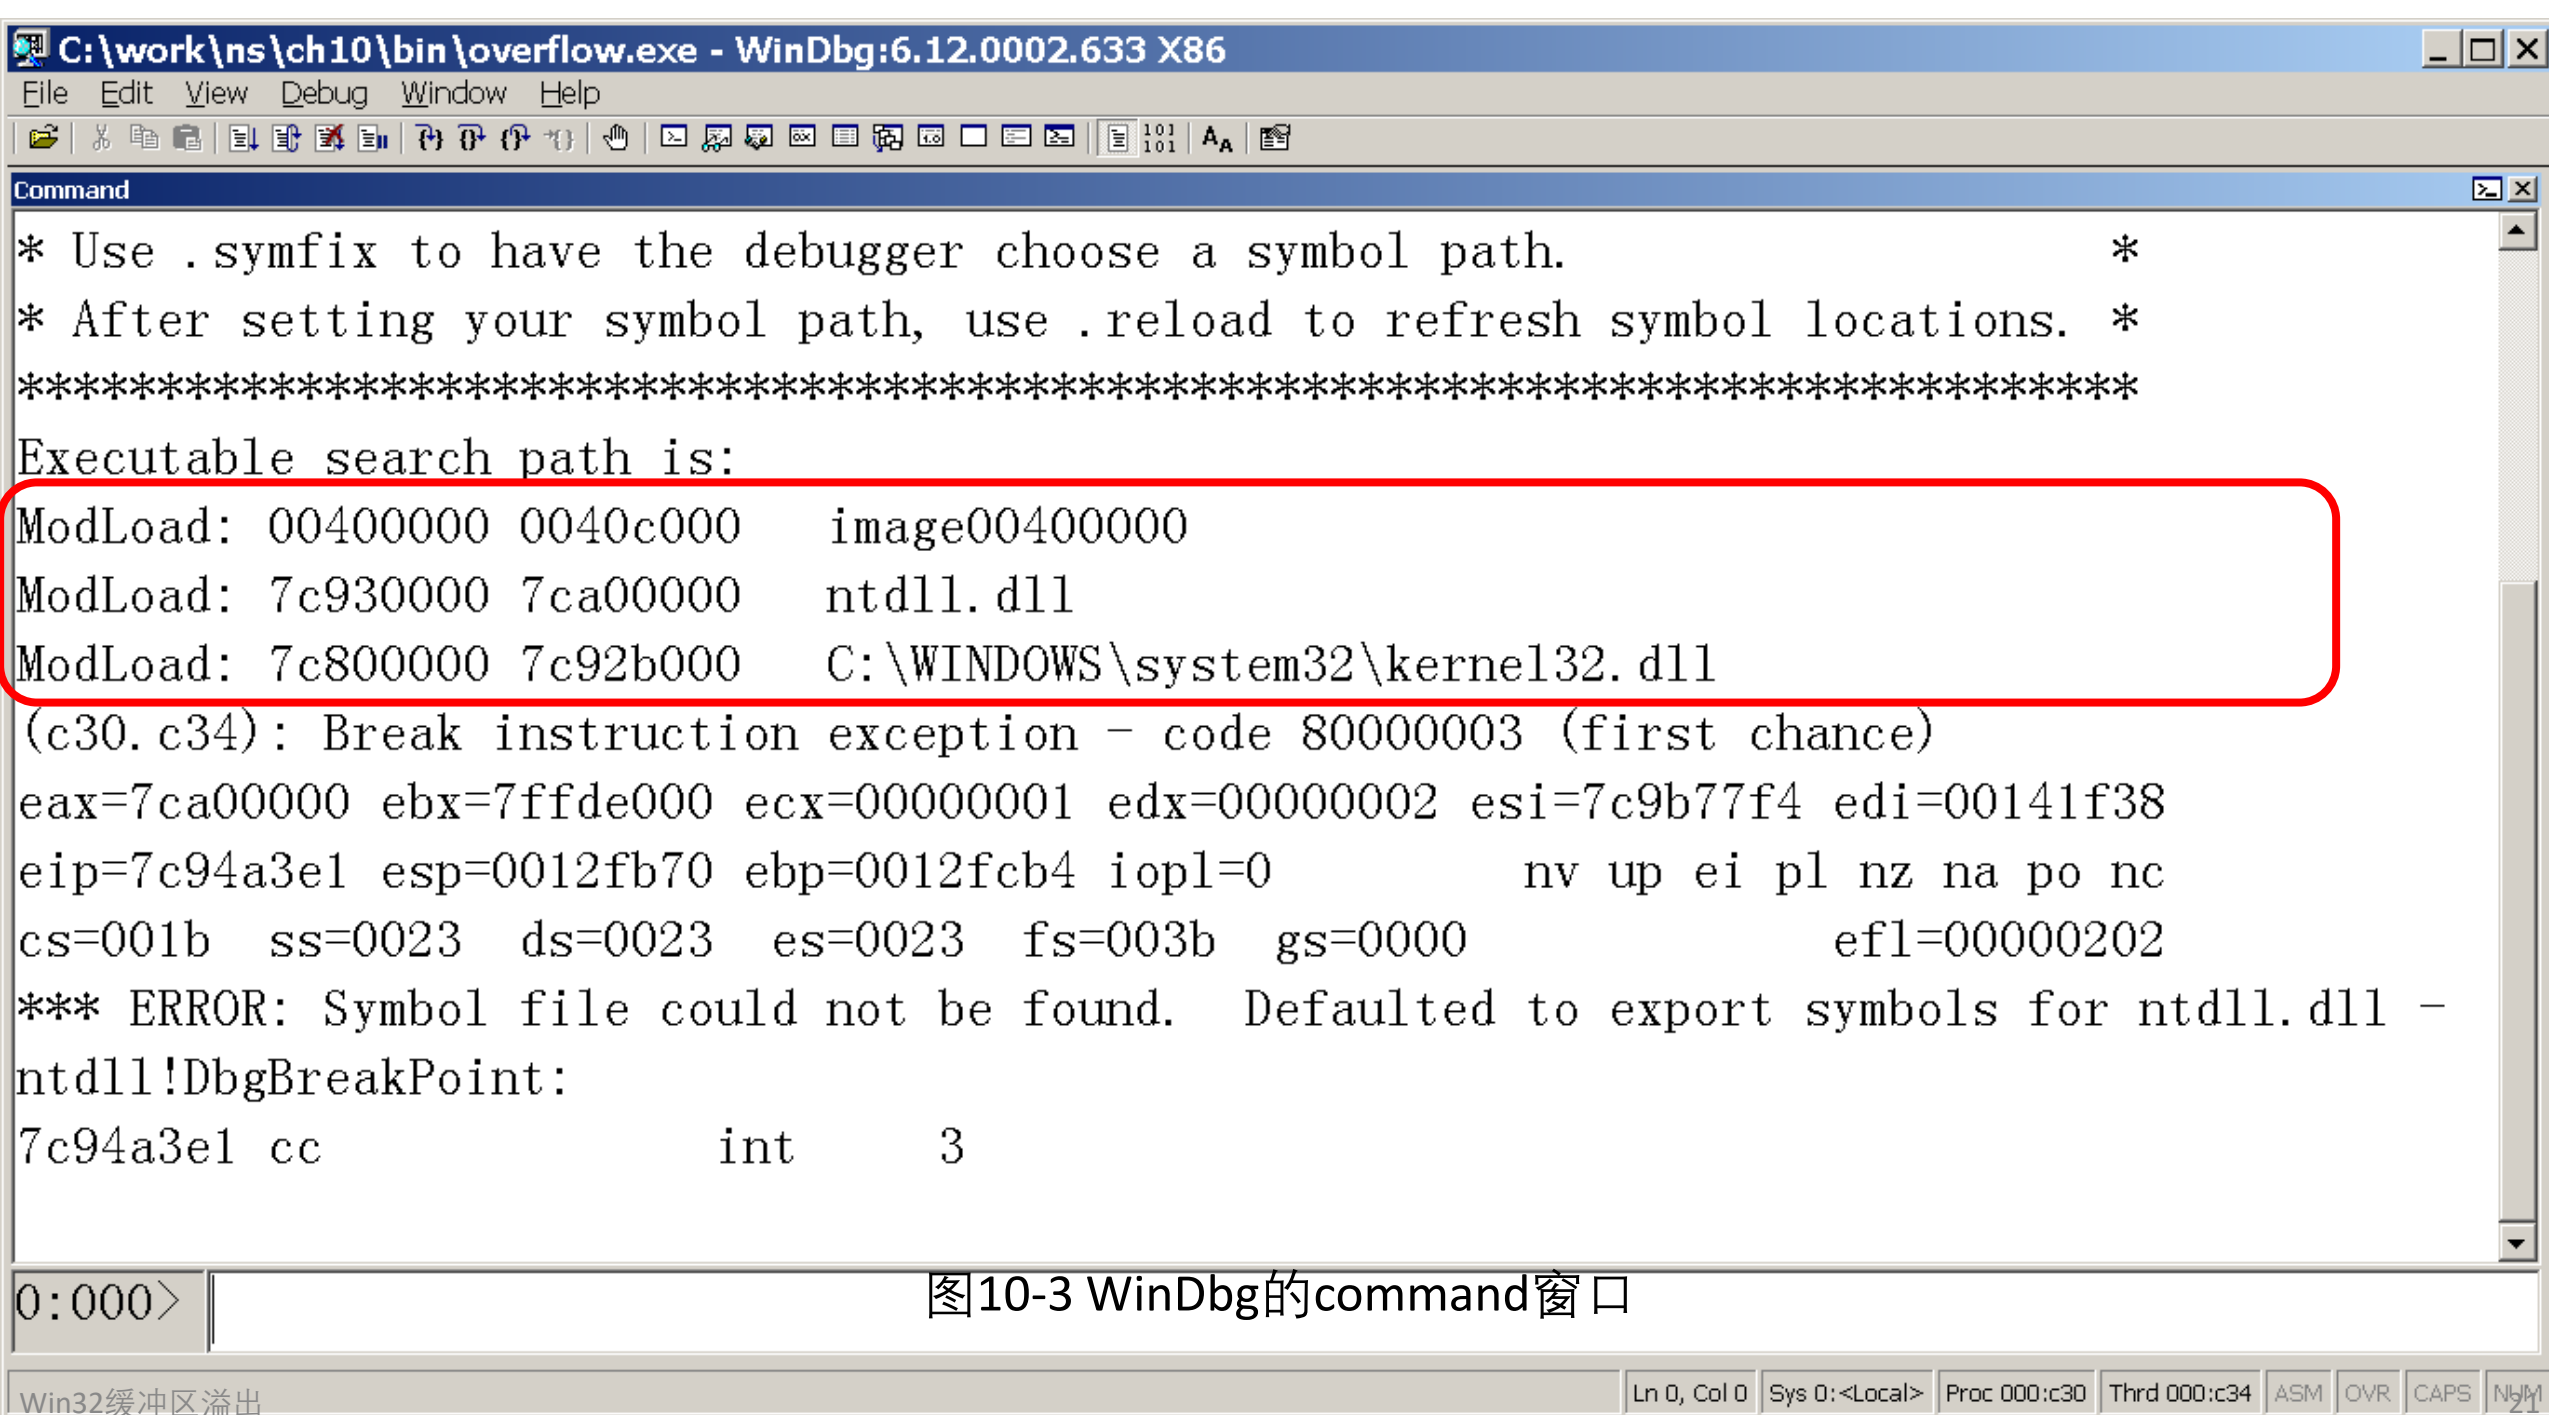 C:\work\ns\ch10\bin\overflow.exe - WinDbg:6.12.0002.633 X86
File Edit View Debug Window Help
Command
* Use .symfix to have the debugger choose a symbol path. *
* After setting your symbol path, use .reload to refresh symbol locations. *
****************************************************************************
Executable search path is:
ModLoad: 00400000 0040c000 image00400000
ModLoad: 7c930000 7ca00000 ntdll.dll
ModLoad: 7c800000 7c92b000 C:\WINDOWS\system32\kernel32.dll
(c30.c34): Break instruction exception - code 80000003 (first chance)
eax=7ca00000 ebx=7ffde000 ecx=00000001 edx=00000002 esi=7c9b77f4 edi=00141f38
eip=7c94a3e1 esp=0012fb70 ebp=0012fcb4 iopl=0 nv up ei pl nz na po nc
cs=001b ss=0023 ds=0023 es=0023 fs=003b gs=0000 efl=00000202
*** ERROR: Symbol file could not be found. Defaulted to export symbols for ntdll.dll -
ntdll!DbgBreakPoint:
7c94a3e1 cc int 3
0:000>
图10-3 WinDbg的command窗口
Win32缓冲区溢出
Ln 0, Col 0 Sys 0:<Local> Proc 000:c30 Thrd 000:c34 ASM OVR CAPS NUM
21